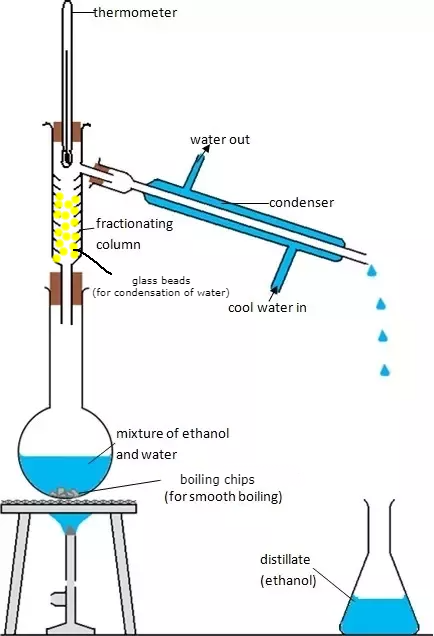 thermometer
water out
condenser
fractionating
column
glass beads
(for condensation of water)
cool water in
mixture of ethanol
and water
boiling chips
(for smooth boiling)
distillate
(ethanol)